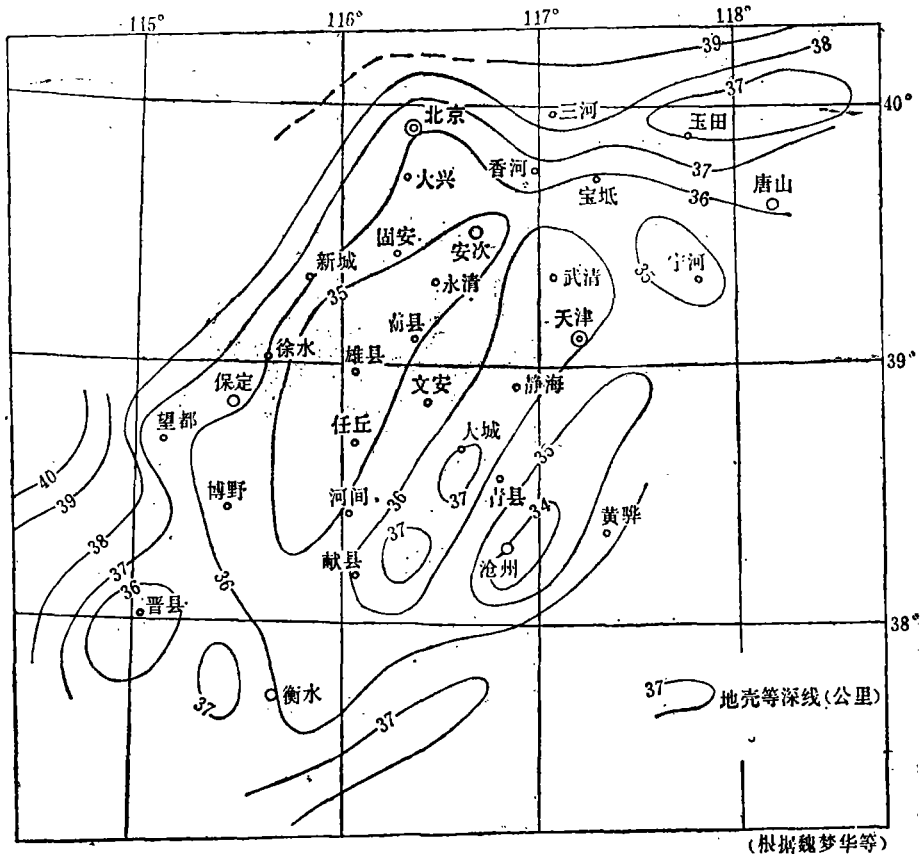 115°
116°
117°
118°
39
38
37
40°
北京
三河
玉田
37
36
香河
大兴
宝坻
唐山
固安
安次
新城
永清
武清
35
宁河
35
天津
39°
徐水
雄县
保定
文安
静海
望都
任丘
大城
35
40
39
博野
河间
36
37
青县
34
黄骅
38
37
献县
沧州
37
36
36
晋县
38°
37
衡水
37
37
地壳等深线(公里)
(根据魏梦华等)